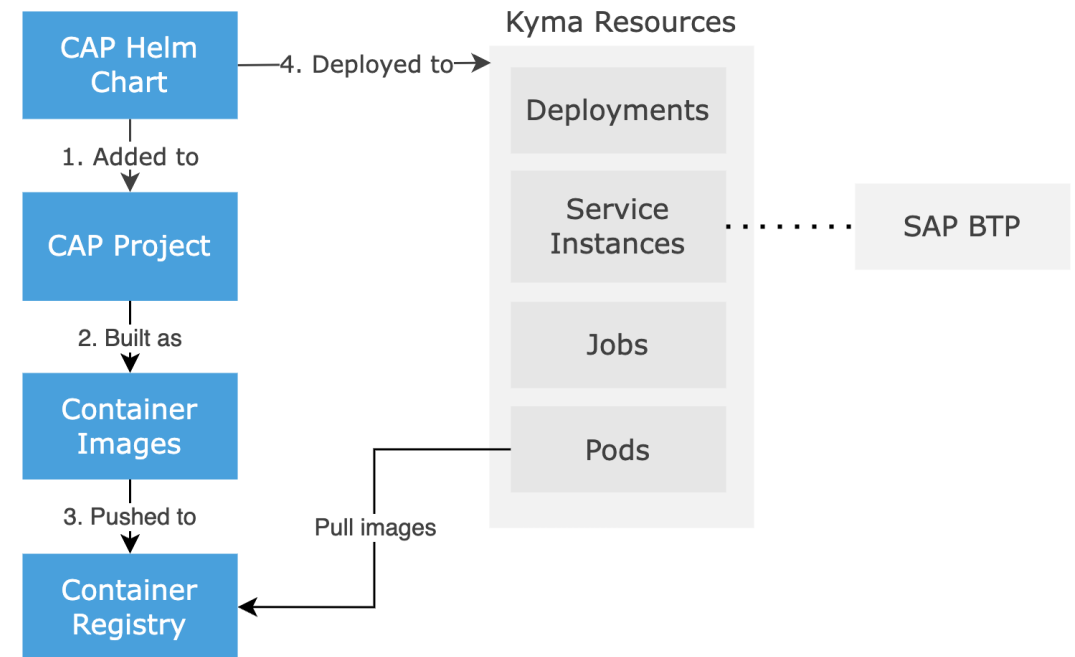 Kyma Resources
CAP Helm
Chart
4. Deployed to
Deployments
1. Added to
CAP Project
Service
Instances
SAP BTP
2. Built as
Jobs
Container
Images
Pods
3. Pushed to
Pull images
Container
Registry